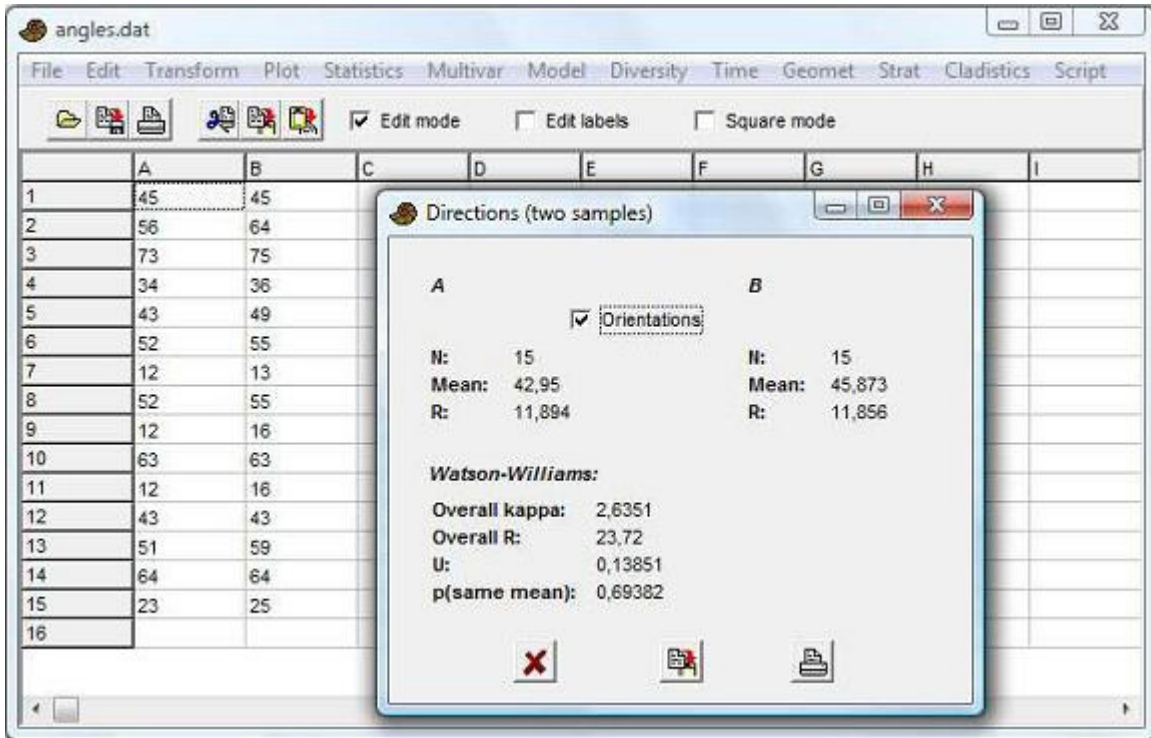 angles.dat
File Edit Transform Plot Statistics Multivar Model Diversity Time Geomet Strat Cladistics Script
Edit mode Edit labels Square mode
A B C D E F G H I
1 45 45
2 56 64
3 73 75
4 34 36
5 43 49
6 52 55
7 12 13
8 52 55
9 12 16
10 63 63
11 12 16
12 43 43
13 51 59
14 64 64
15 23 25
16
Directions (two samples)
A B
Orientations
N: 15 N: 15
Mean: 42,95 Mean: 45,873
R: 11,894 R: 11,856
Watson-Williams:
Overall kappa: 2,6351
Overall R: 23,72
U: 0,13851
p(same mean): 0,69382